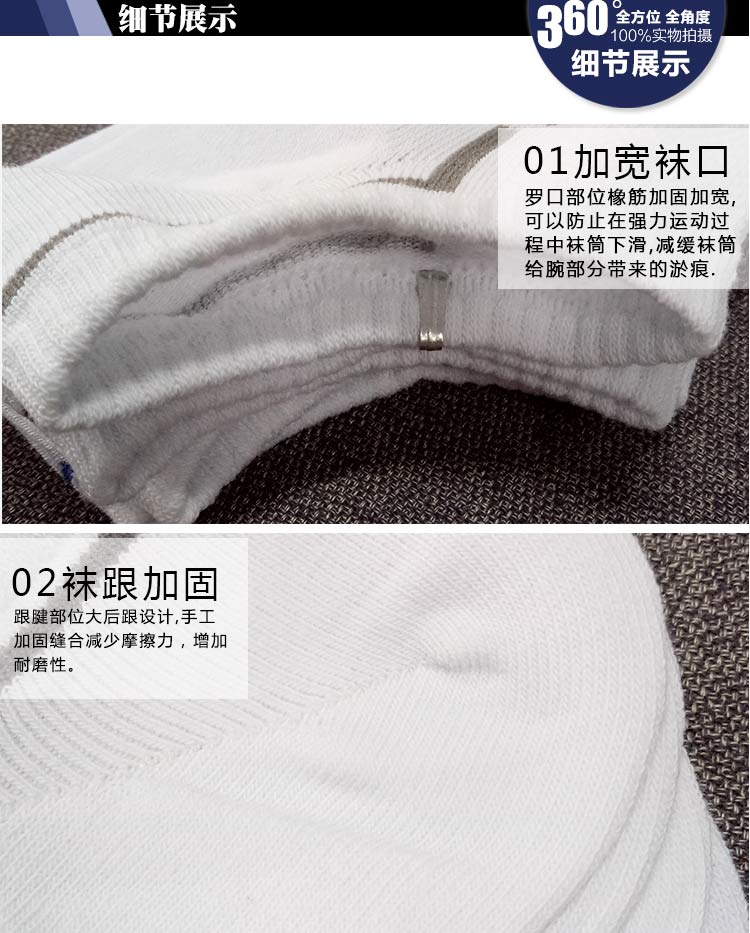 细节展示
360°
全方位 全角度
100%实物拍摄
细节展示
01加宽袜口
罗口部位橡筋加固加宽,
可以防止在强力运动过
程中袜筒下滑,减缓袜筒
给腕部分带来的淤痕.
02袜跟加固
跟腱部位大后跟设计,手工
加固缝合减少摩擦力，增加
耐磨性。